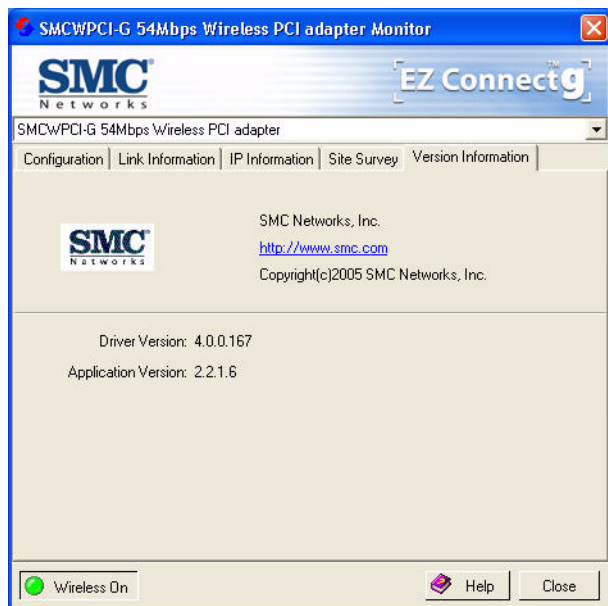 SMCWPCI-G 54Mbps Wireless PCI adapter Monitor
SMC®
Networks
EZ Connect™ g
SMCWPCI-G 54Mbps Wireless PCI adapter
Configuration Link Information IP Information Site Survey Version Information
SMC®
Networks
SMC Networks, Inc.
http://www.smc.com
Copyright(c)2005 SMC Networks, Inc.
Driver Version: 4.0.0.167
Application Version: 2.2.1.6
Wireless On
Help
Close